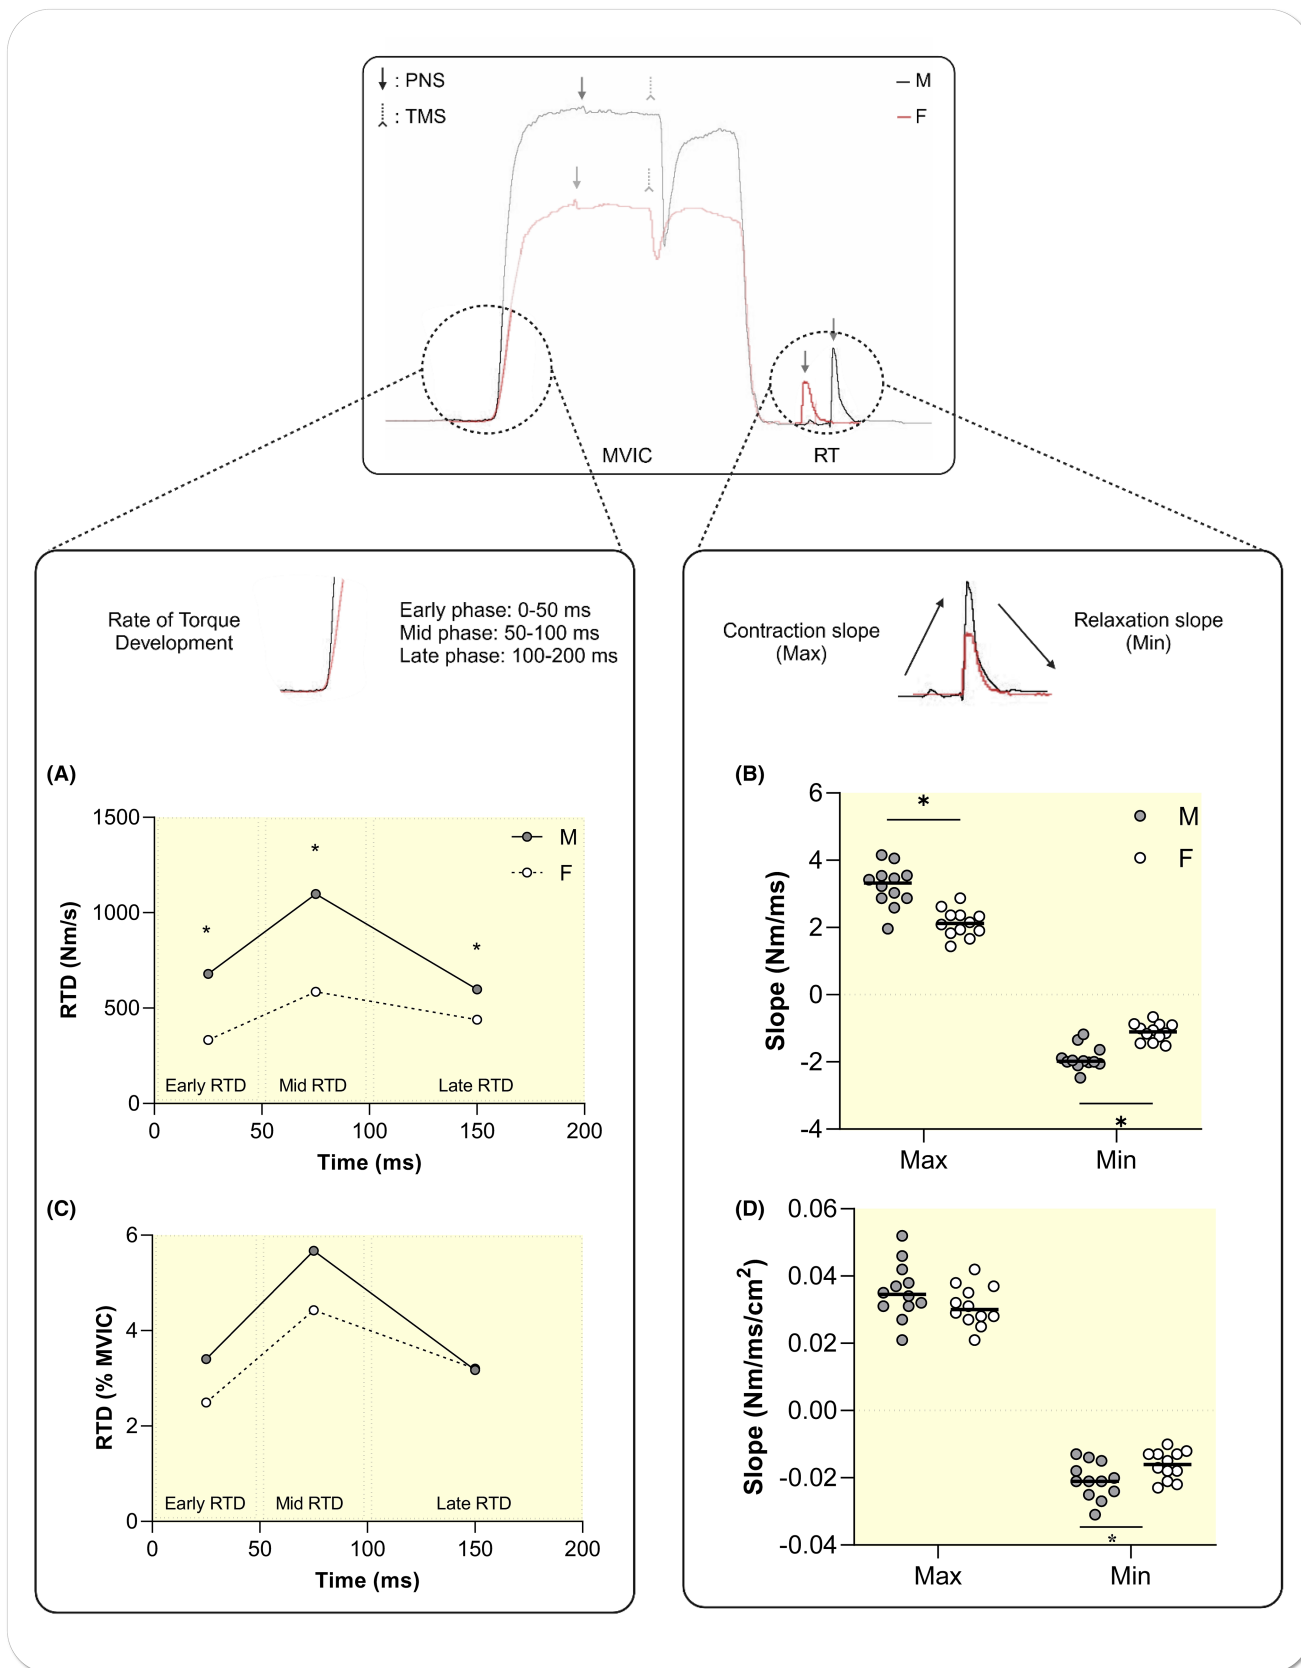 : PNS
: TMS
M
F
MVIC
RT
Rate of Torque
Development
Early phase: 0-50 ms
Mid phase: 50-100 ms
Late phase: 100-200 ms
Contraction slope
(Max)
Relaxation slope
(Min)
(A)
1500
1000
500
0
RTD (Nm/s)
M
F
*
*
*
Early RTD
Mid RTD
Late RTD
0
50
100
150
200
Time (ms)
(B)
6
4
2
0
-2
-4
Slope (Nm/ms)
*
M
F
*
Max
Min
(C)
6
4
2
0
RTD (% MVIC)
Early RTD
Mid RTD
Late RTD
0
50
100
150
200
Time (ms)
(D)
0.06
0.04
0.02
0.00
-0.02
-0.04
Slope (Nm/ms/cm²)
*
Max
Min